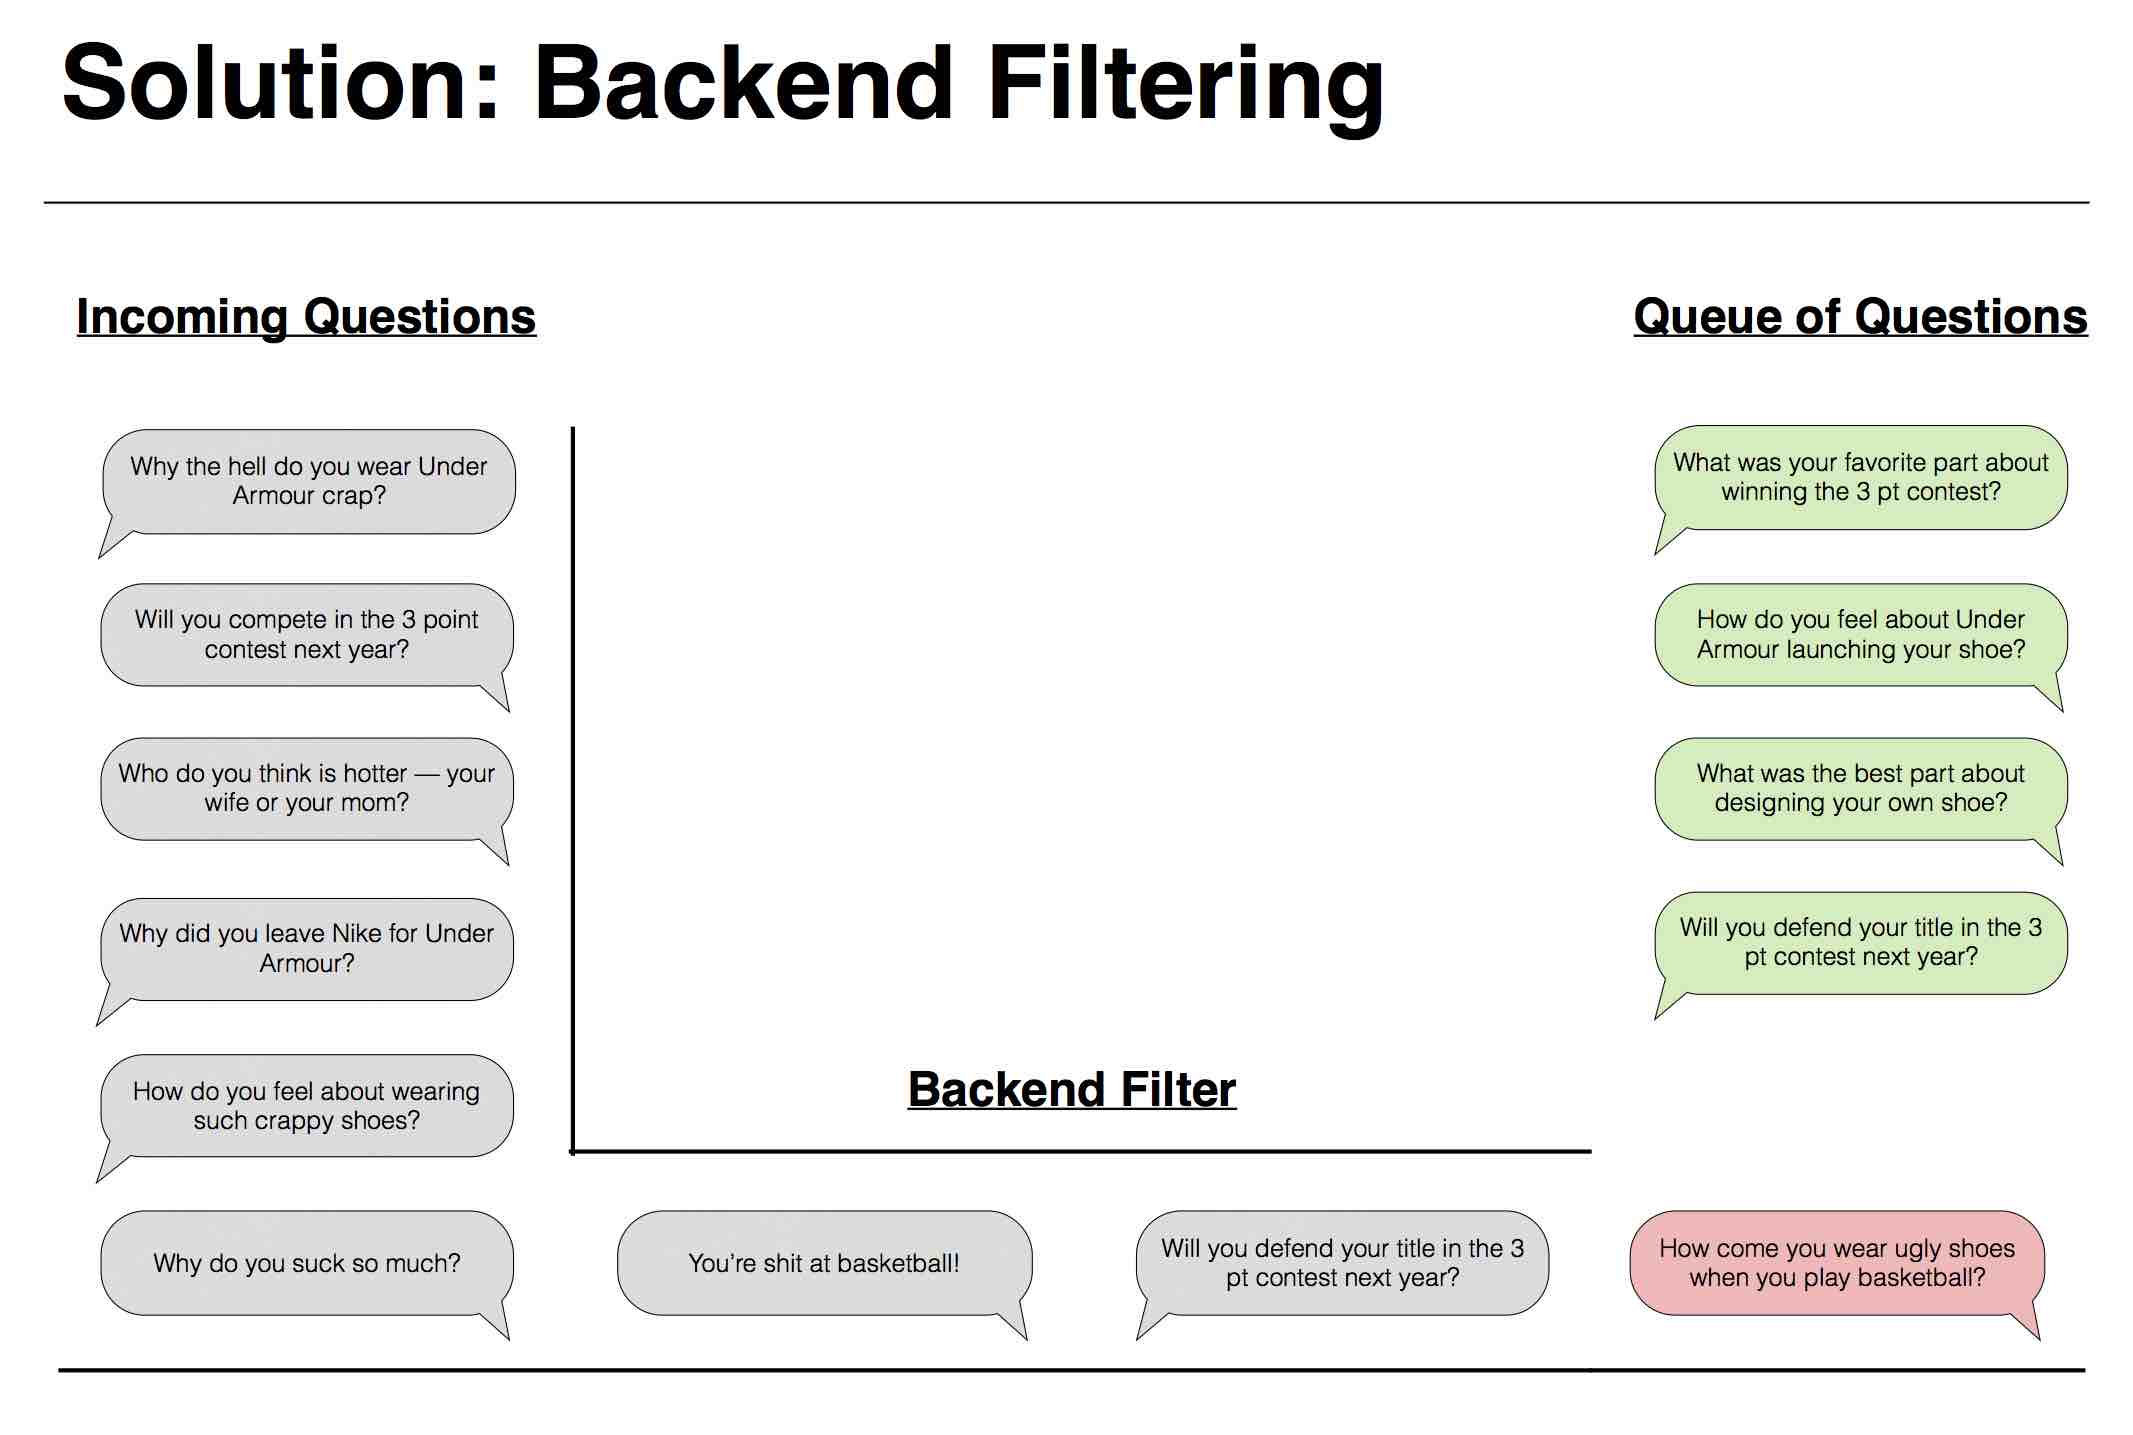 Solution: Backend Filtering
Incoming Questions
Queue of Questions
Why the hell do you wear Under
Armour crap?
Will you compete in the 3 point
contest next year?
Who do you think is hotter — your
wife or your mom?
Why did you leave Nike for Under
Armour?
How do you feel about wearing
such crappy shoes?
Why do you suck so much?
Backend Filter
You're shit at basketball!
Will you defend your title in the 3
pt contest next year?
How come you wear ugly shoes
when you play basketball?
What was your favorite part about
winning the 3 pt contest?
How do you feel about Under
Armour launching your shoe?
What was the best part about
designing your own shoe?
Will you defend your title in the 3
pt contest next year?